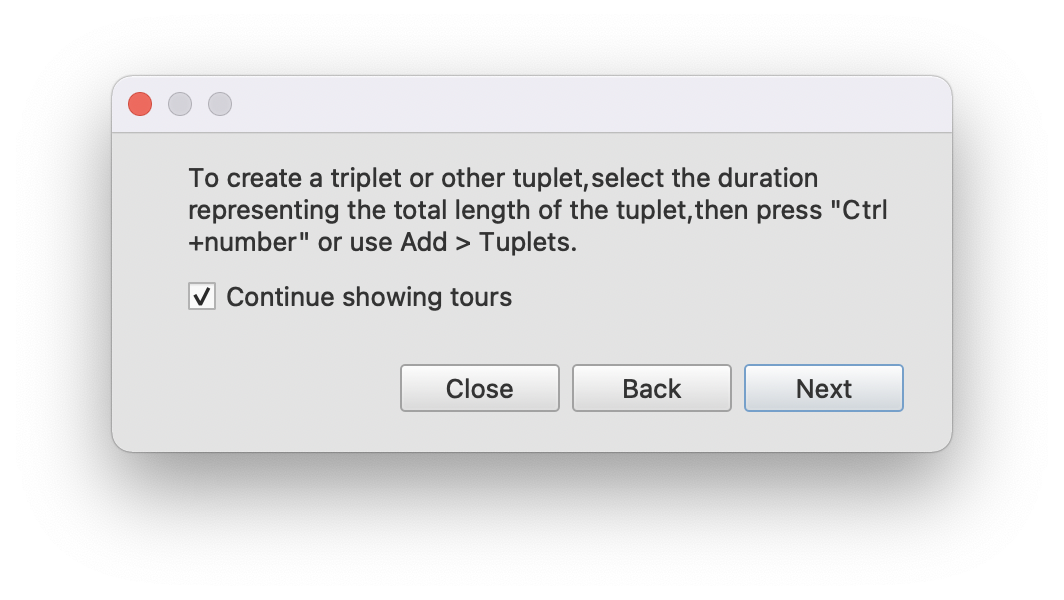 To create a triplet or other tuplet,select the duration
representing the total length of the tuplet,then press "Ctrl
+number" or use Add > Tuplets.
Continue showing tours
Close Back Next